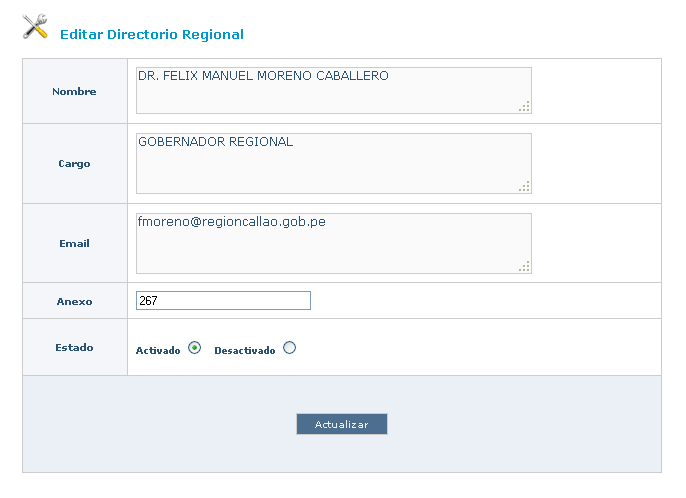 Editar Directorio Regional
Nombre
DR. FELIX MANUEL MORENO CABALLERO
Cargo
GOBERNADOR REGIONAL
Email
fmoreno@regioncallao.gob.pe
Anexo
267
Estado
Activado Desactivado
Actualizar